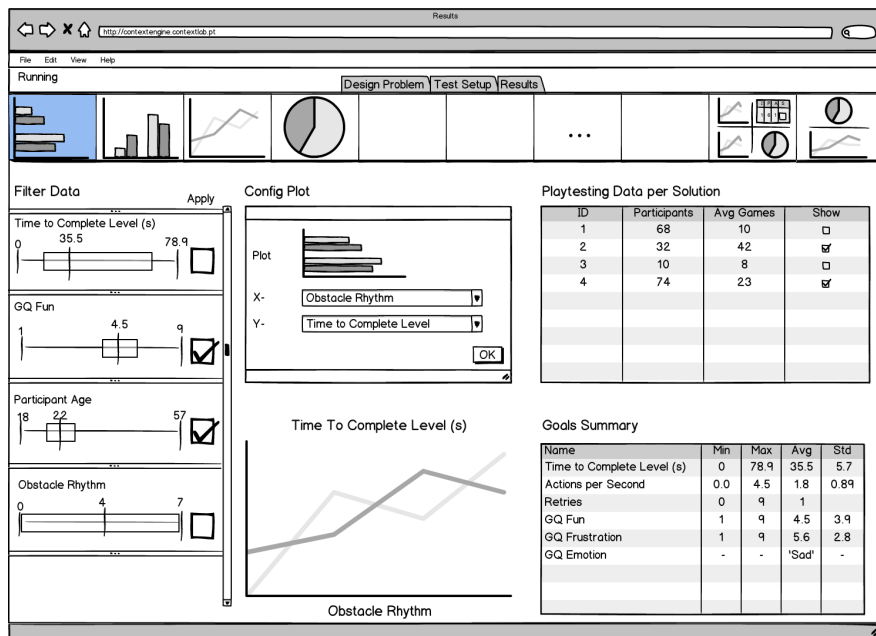 Results
http://contextengine.contextlab.pt
File Edit View Help
Running
Design Problem Test Setup Results
...
Filter Data
Apply
Time to Complete Level (s)
0 35.5 78.9
GQ Fun
1 4.5 9
Participant Age
18 22 57
Obstacle Rhythm
0 4 7
Config Plot
Plot
X- Obstacle Rhythm
Y- Time to Complete Level
OK
Time To Complete Level (s)
Obstacle Rhythm
Playtesting Data per Solution
ID Participants Avg Games Show
1 68 10
2 32 42
3 10 8
4 74 23
Goals Summary
Name Min Max Avg Std
Time to Complete Level (s) 0 78.9 35.5 5.7
Actions per Second 0.0 4.5 1.8 0.89
Retries 0 9 1
GQ Fun 1 9 4.5 3.9
GQ Frustration 1 9 5.6 2.8
GQ Emotion - - 'Sad' -